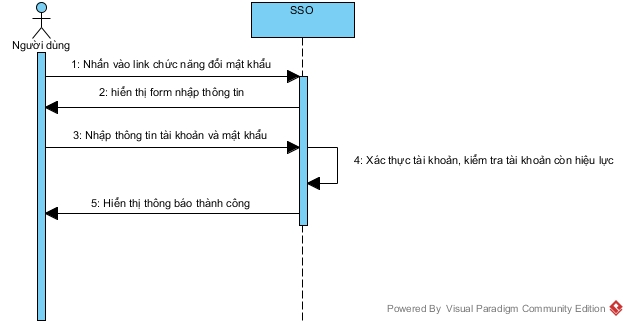 SSO
Người dùng
1: Nhấn vào link chức năng đổi mật khẩu
2: hiển thị form nhập thông tin
3: Nhập thông tin tài khoản và mật khẩu
4: Xác thực tài khoản, kiểm tra tài khoản còn hiệu lực
5: Hiển thị thông báo thành công
Powered By Visual Paradigm Community Edition